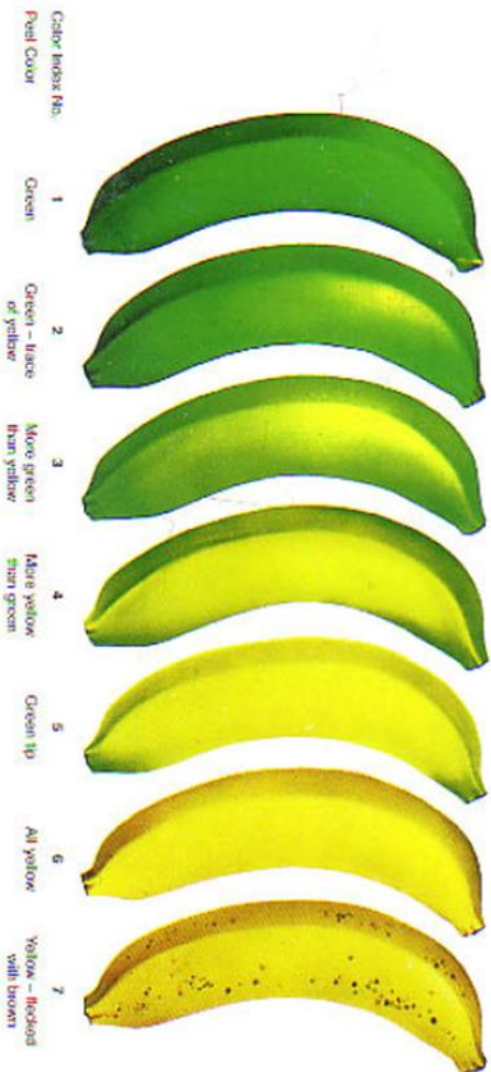 Color Index No.
Peel Color
1
Green
2
Green – trace
of yellow
3
More green
than yellow
4
More yellow
than green
5
Green tip
6
All yellow
7
Yellow – flecked
with brown